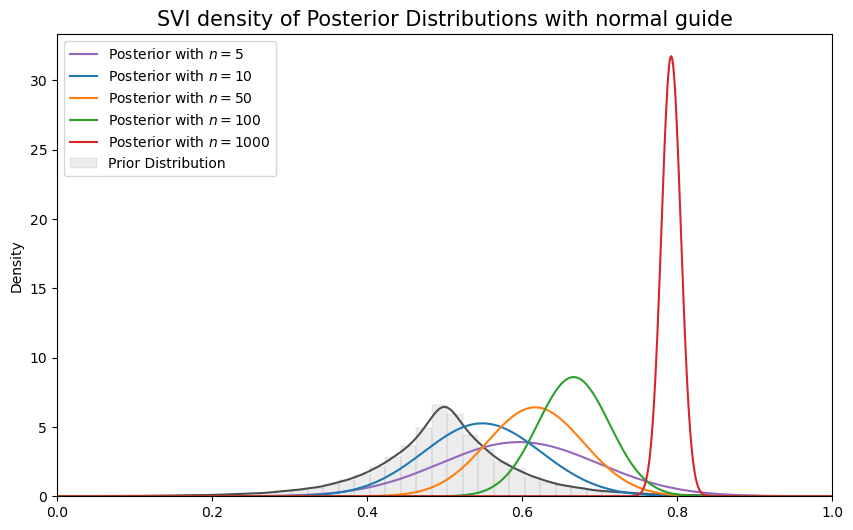 SVI density of Posterior Distributions with normal guide
Posterior with n = 5
Posterior with n = 10
Posterior with n = 50
Posterior with n = 100
Posterior with n = 1000
Prior Distribution
Density
30
25
20
15
10
5
0
0.0 0.2 0.4 0.6 0.8 1.0